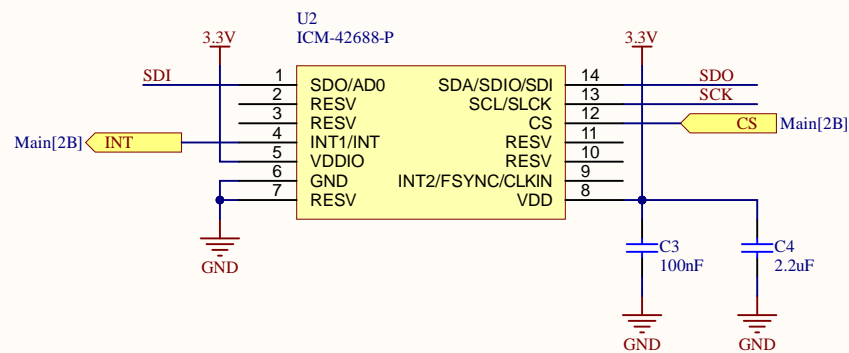 U2
ICM-42688-P
3.3V
3.3V
SDI
1
SDO/AD0
SDA/SDIO/SDI
14
SDO
2
RESV
SCL/SLCK
13
SCK
3
RESV
CS
12
CS
Main[2B]
Main[2B]
INT
4
INT1/INT
RESV
11
5
VDDIO
RESV
10
6
GND
INT2/FSYNC/CLKIN
9
7
RESV
VDD
8
C3
100nF
C4
2.2uF
GND
GND
GND